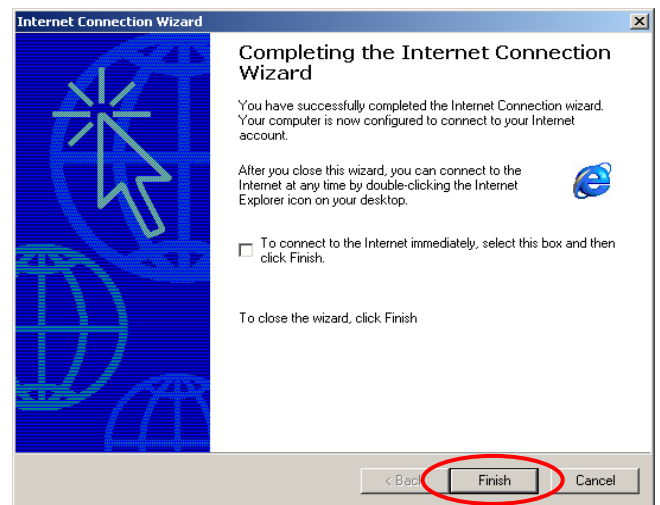 Internet Connection Wizard
Completing the Internet Connection
Wizard
You have successfully completed the Internet Connection wizard.
Your computer is now configured to connect to your Internet
account.
After you close this wizard, you can connect to the
Internet at any time by double-clicking the Internet
Explorer icon on your desktop.
To connect to the Internet immediately, select this box and then
click Finish.
To close the wizard, click Finish
< Back Finish Cancel